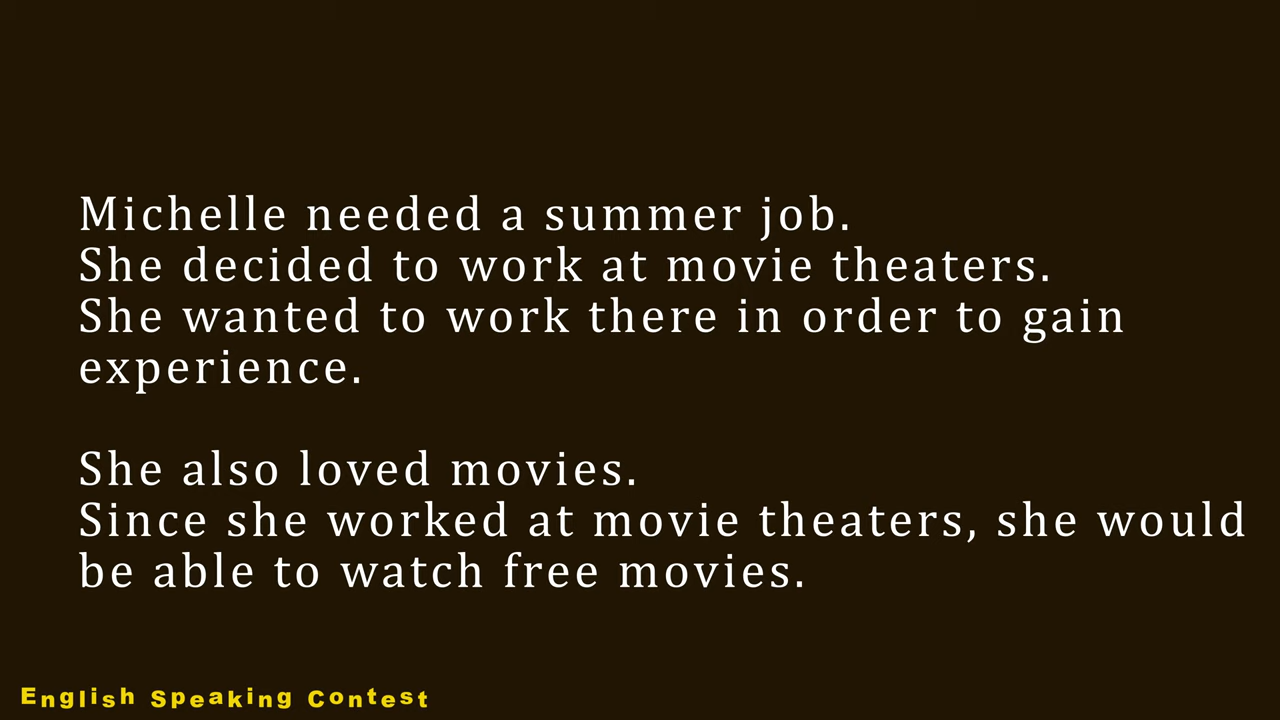 Michelle needed a summer job.
She decided to work at movie theaters.
She wanted to work there in order to gain
experience.
She also loved movies.
Since she worked at movie theaters, she would
be able to watch free movies.
English Speaking Contest